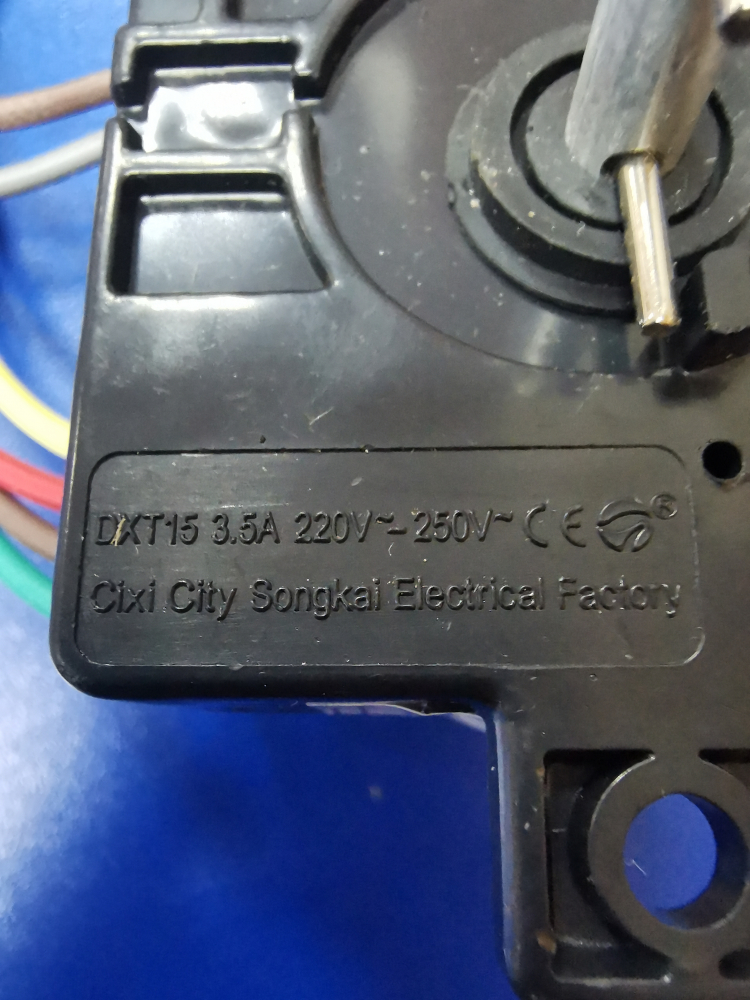 DXT15 3.5A 220V~-250V~ CE ®
Cixi City Songkai Electrical Factory